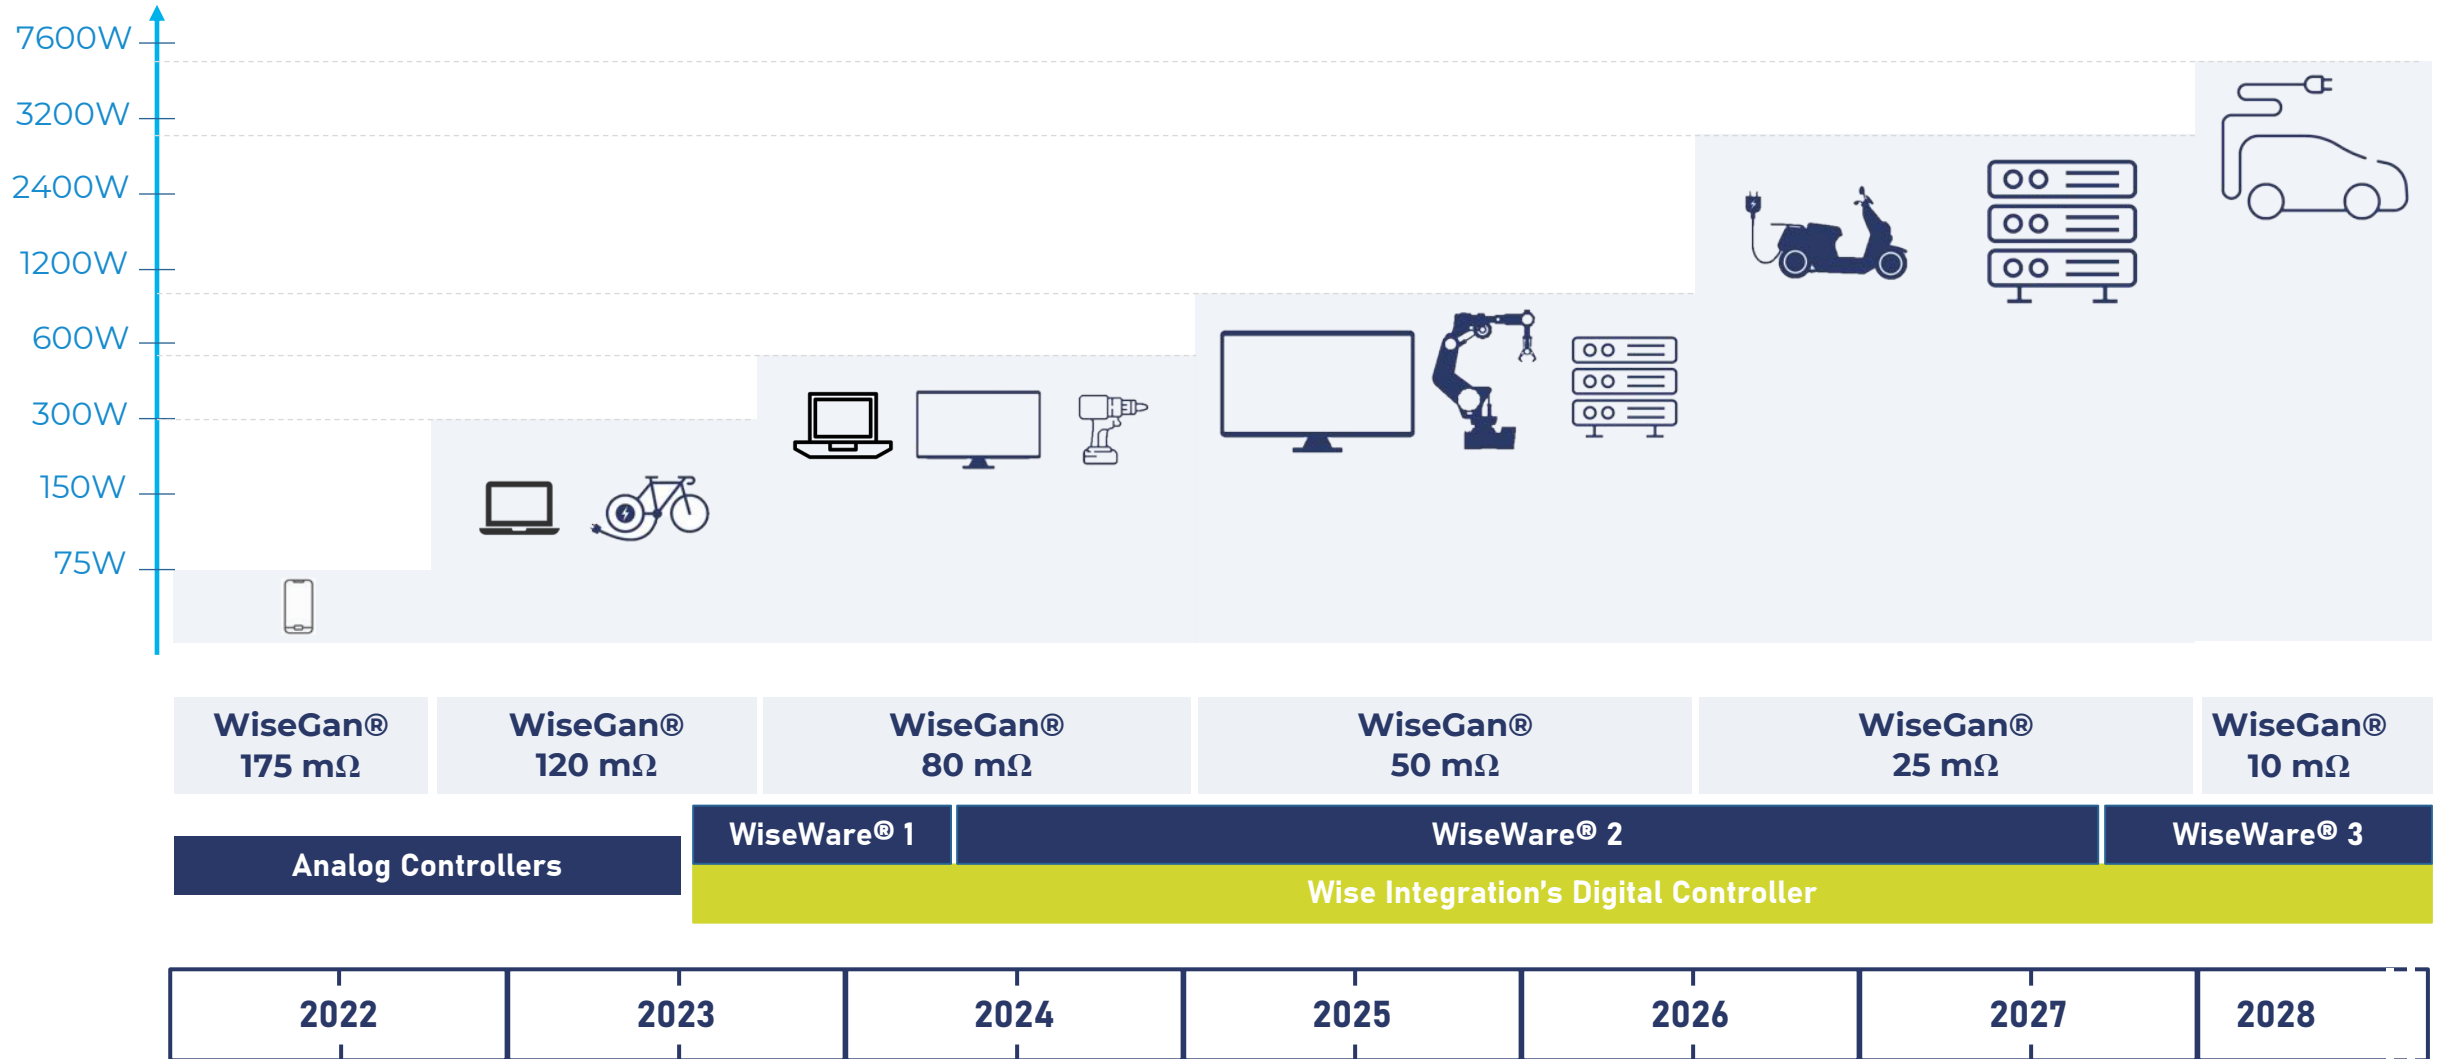 7600W
3200W
2400W
1200W
600W
300W
150W
75W
WiseGan®
175 mΩ
WiseGan®
120 mΩ
WiseGan®
80 mΩ
WiseGan®
50 mΩ
WiseGan®
25 mΩ
WiseGan®
10 mΩ
Analog Controllers
WiseWare® 1
WiseWare® 2
WiseWare® 3
Wise Integration's Digital Controller
2022
2023
2024
2025
2026
2027
2028